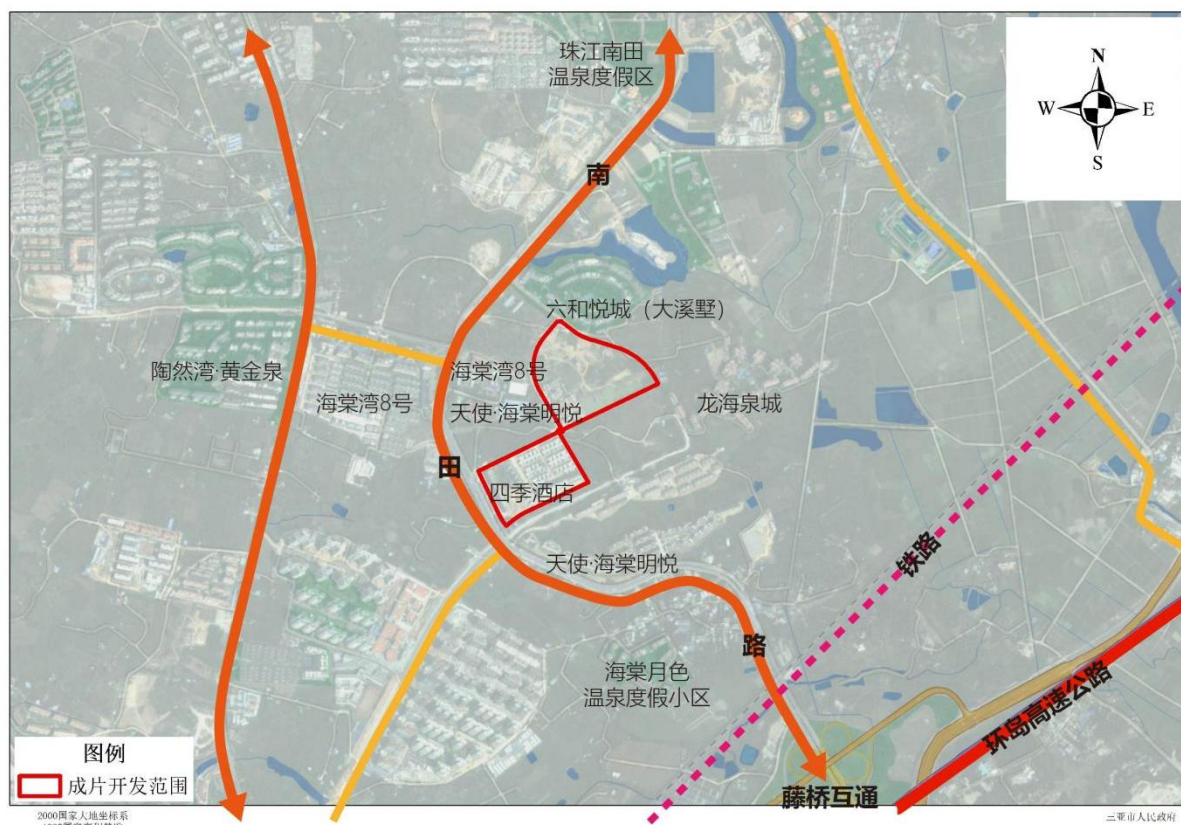 珠江南田
温泉度假区
N
W
E
S
南
六和悦城（大溪墅）
陶然湾·黄金泉
海棠湾8号
海棠湾8号
天使·海棠明悦
龙海泉城
田
四季酒店
天使·海棠明悦
铁路
路
海棠月色
温泉度假小区
环岛高速公路
藤桥互通
图例
成片开发范围
2000国家大地坐标系
三亚市人民政府